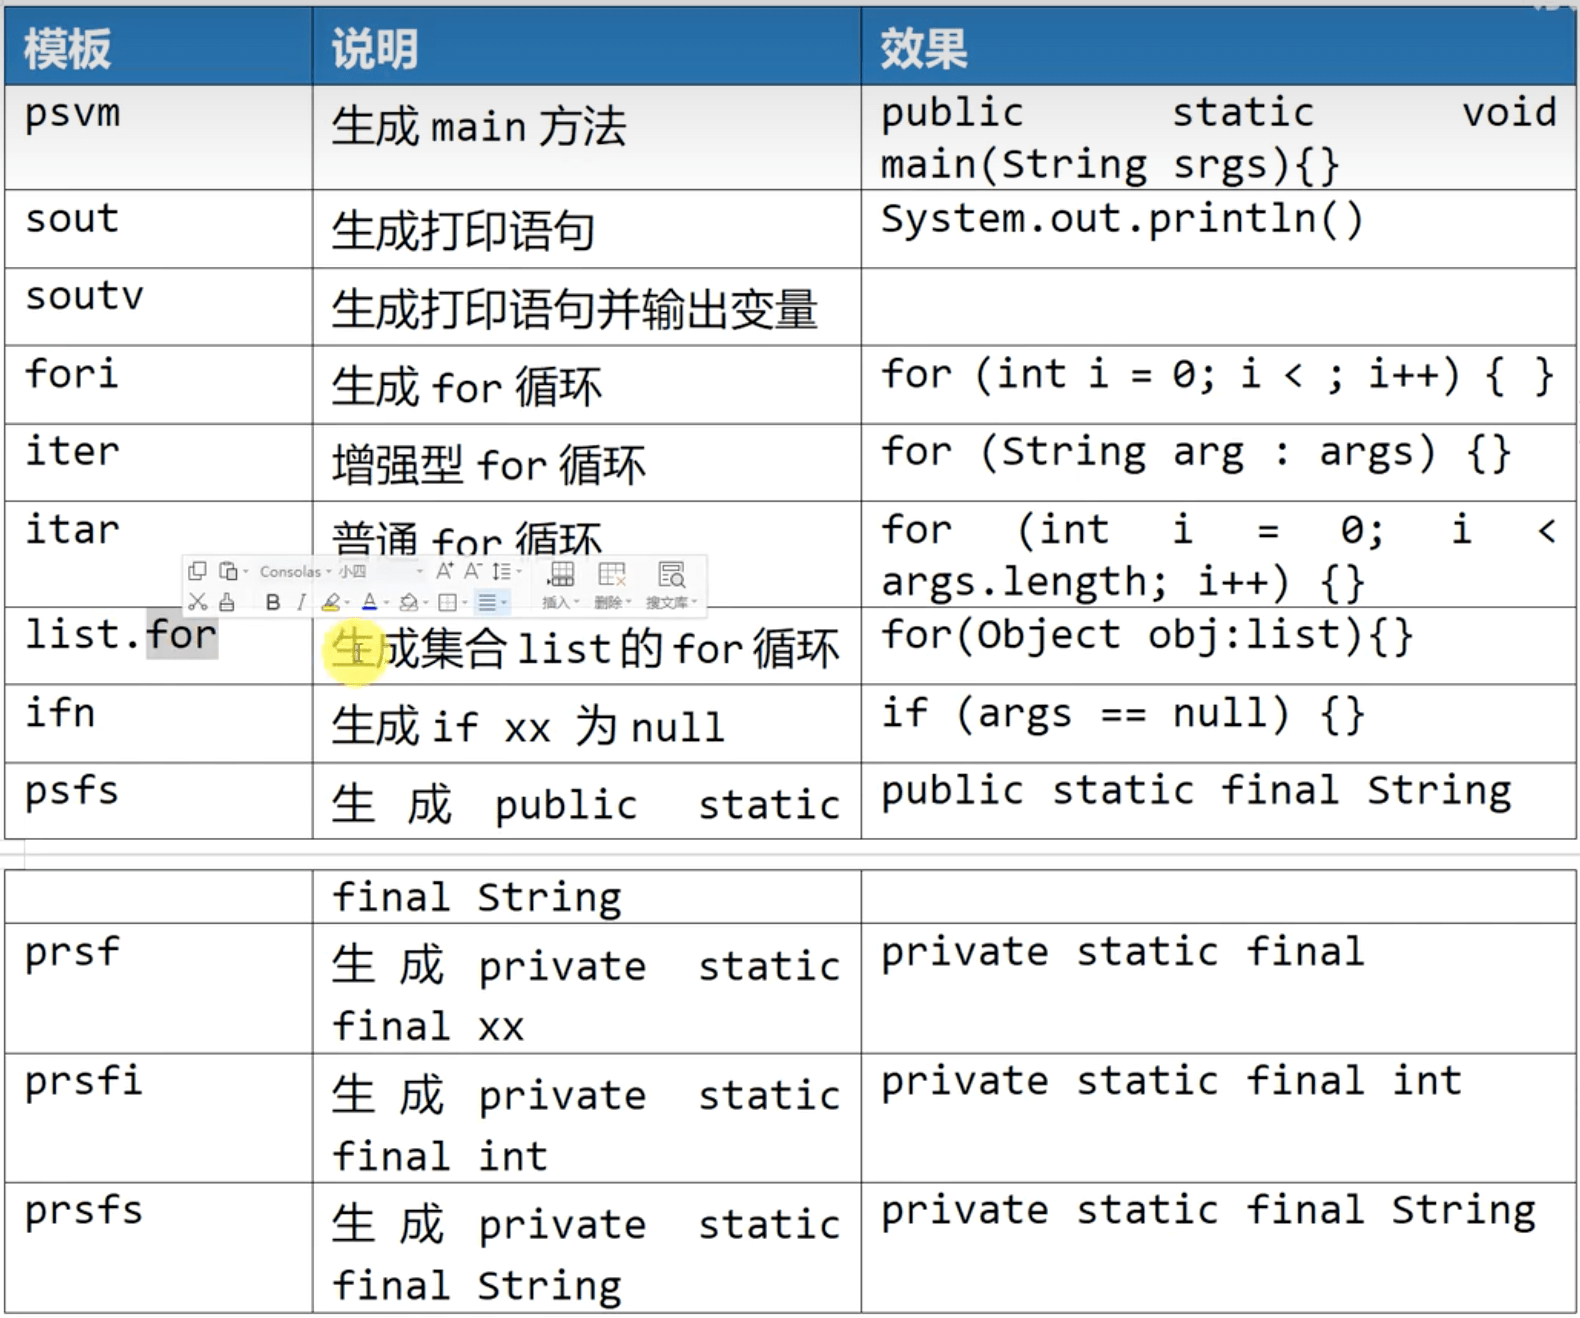 模板 说明 效果
psvm 生成 main 方法 public static void
main(String srgs){}
sout 生成打印语句 System.out.println()
soutv 生成打印语句并输出变量
fori 生成 for 循环 for (int i = 0; i < ; i++) { }
iter 增强型 for 循环 for (String arg : args) {}
itar 普通 for 循环 for (int i = 0; i <
args.length; i++) {}
Consolas 小四 A+ A-
B I A 插入 删除 搜文库
list.for 生成集合 list 的 for 循环 for(Object obj:list){}
ifn 生成 if xx 为 null if (args == null) {}
psfs 生成 public static public static final String
final String
prsf 生成 private static private static final
final xx
prsfi 生成 private static private static final int
final int
prsfs 生成 private static private static final String
final String